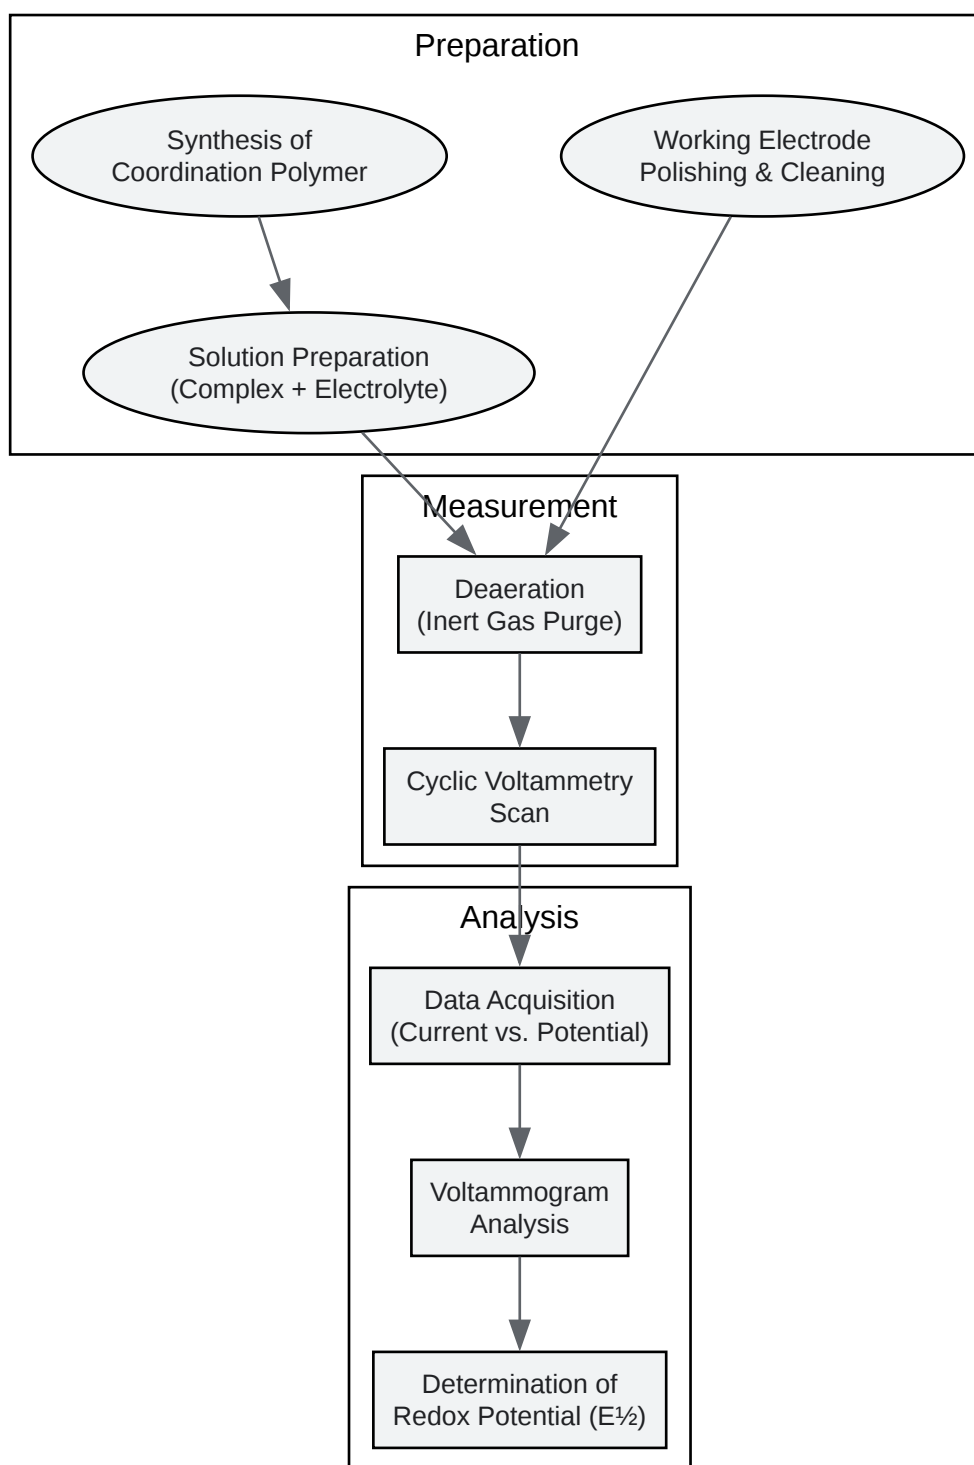 Preparation
Synthesis of
Coordination Polymer
Working Electrode
Polishing & Cleaning
Solution Preparation
(Complex + Electrolyte)
Measurement
Deaeration
(Inert Gas Purge)
Cyclic Voltammetry
Scan
Analysis
Data Acquisition
(Current vs. Potential)
Voltammogram
Analysis
Determination of
Redox Potential (E½)